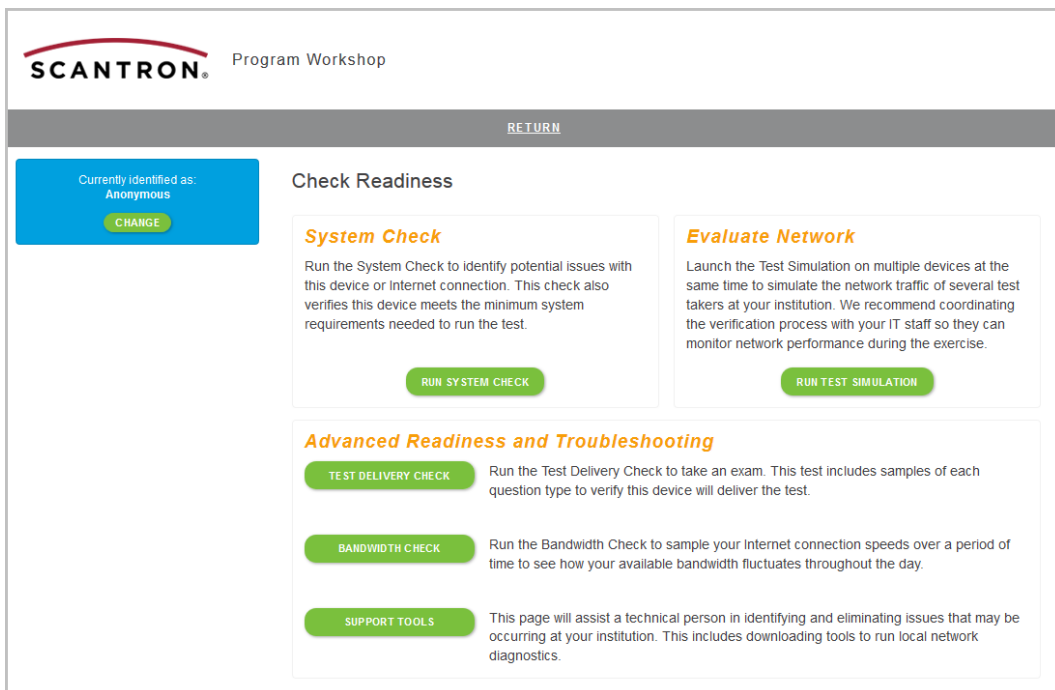 SCANTRON®
Program Workshop
RETURN
Currently identified as:
Anonymous
CHANGE
Check Readiness
System Check
Run the System Check to identify potential issues with
this device or Internet connection. This check also
verifies this device meets the minimum system
requirements needed to run the test.
RUN SYSTEM CHECK
Evaluate Network
Launch the Test Simulation on multiple devices at the
same time to simulate the network traffic of several test
takers at your institution. We recommend coordinating
the verification process with your IT staff so they can
monitor network performance during the exercise.
RUN TEST SIMULATION
Advanced Readiness and Troubleshooting
TEST DELIVERY CHECK
Run the Test Delivery Check to take an exam. This test includes samples of each
question type to verify this device will deliver the test.
BANDWIDTH CHECK
Run the Bandwidth Check to sample your Internet connection speeds over a period of
time to see how your available bandwidth fluctuates throughout the day.
SUPPORT TOOLS
This page will assist a technical person in identifying and eliminating issues that may be
occurring at your institution. This includes downloading tools to run local network
diagnostics.